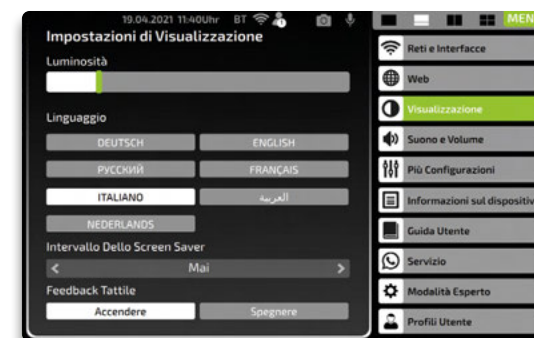 19.04.2021 11:40Uhr BT
MEN
Impostazioni di Visualizzazione
Luminosità
Linguaggio
DEUTSCH ENGLISH
РУССКИЙ FRANÇAIS
ITALIANO العربية
NEDERLANDS
Intervallo Dello Screen Saver
< Mai >
Feedback Tattile
Accendere Spegnere
Reti e Interfacce
Web
Visualizzazione
Suono e Volume
Più Configurazioni
Informazioni sul dispositiv
Guida Utente
Servizio
Modalità Esperto
Profili Utente